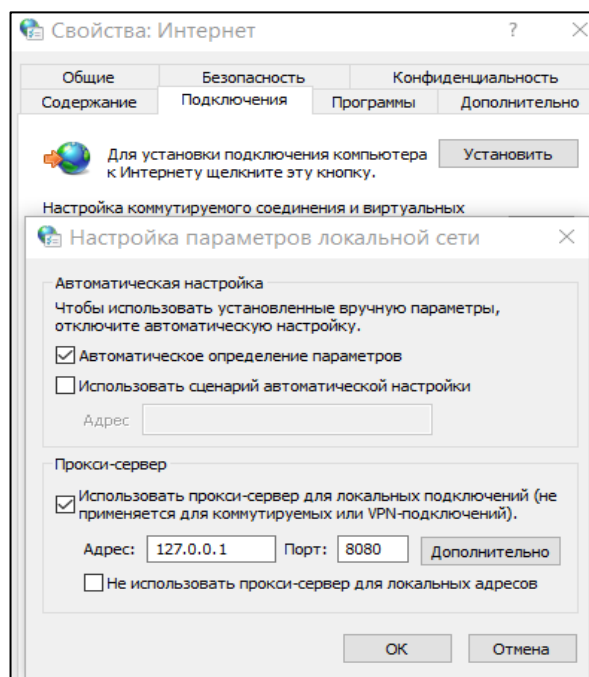 Свойства: Интернет
Общие Безопасность Конфиденциальность
Содержание Подключения Программы Дополнительно
Для установки подключения компьютера
к Интернету щелкните эту кнопку.
Установить
Настройка коммутируемого соединения и виртуальных
Настройка параметров локальной сети
Автоматическая настройка
Чтобы использовать установленные вручную параметры,
отключите автоматическую настройку.
Автоматическое определение параметров
Использовать сценарий автоматической настройки
Адрес
Прокси-сервер
Использовать прокси-сервер для локальных подключений (не
применяется для коммутируемых или VPN-подключений).
Адрес: 127.0.0.1 Порт: 8080 Дополнительно
Не использовать прокси-сервер для локальных адресов
ОК Отмена